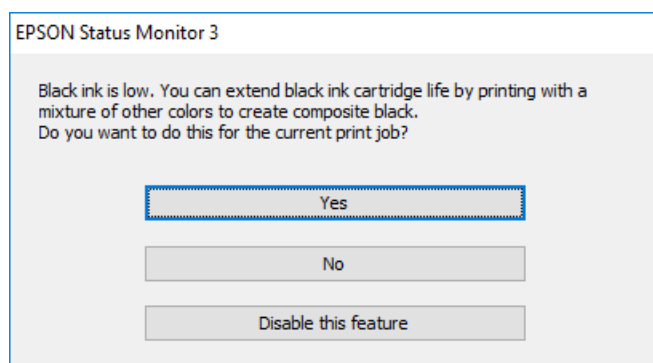 EPSON Status Monitor 3
Black ink is low. You can extend black ink cartridge life by printing with a
mixture of other colors to create composite black.
Do you want to do this for the current print job?
Yes
No
Disable this feature